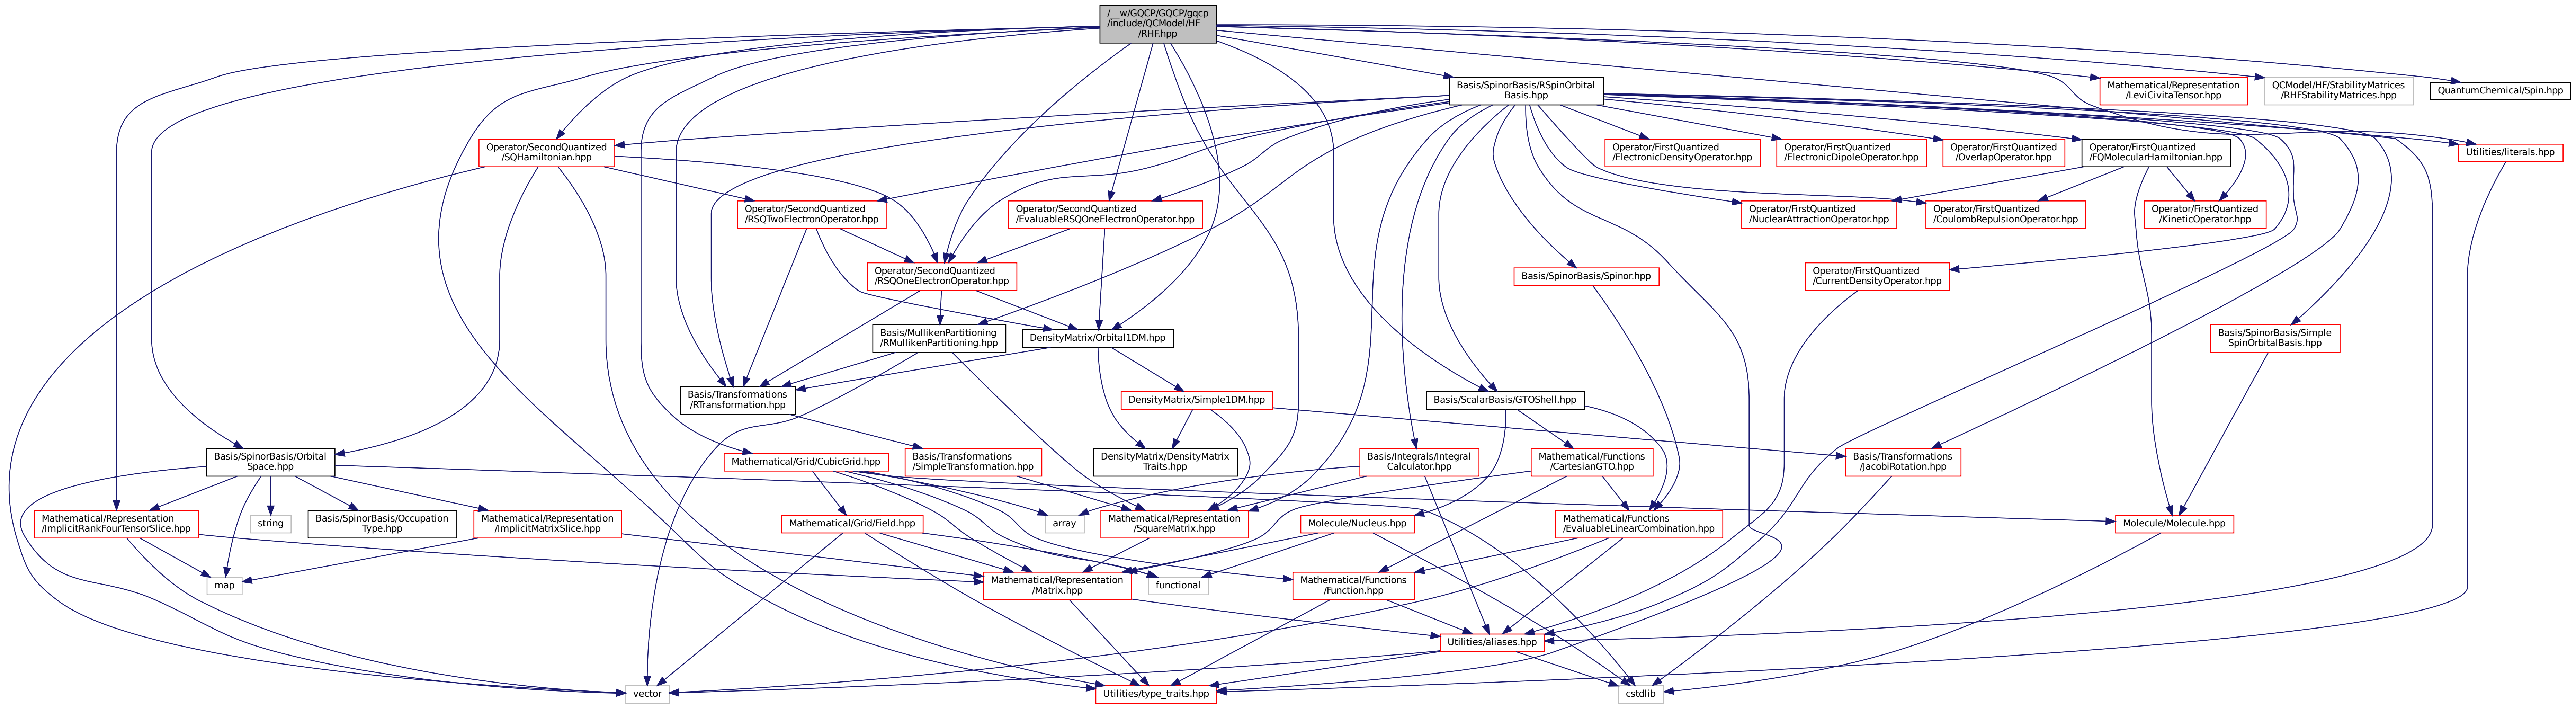 /__w/GQCP/GQCP/gqcp
/include/QCModel/HF
/RHF.hpp
Basis/SpinorBasis/RSpinOrbital
Basis.hpp
Mathematical/Representation
/LeviCivitaTensor.hpp
QCModel/HF/StabilityMatrices
/RHFStabilityMatrices.hpp
QuantumChemical/Spin.hpp
Operator/SecondQuantized
/SQHamiltonian.hpp
Operator/FirstQuantized
/ElectronicDensityOperator.hpp
Operator/FirstQuantized
/ElectronicDipoleOperator.hpp
Operator/FirstQuantized
/OverlapOperator.hpp
Operator/FirstQuantized
/FQMolecularHamiltonian.hpp
Utilities/literals.hpp
Operator/SecondQuantized
/RSQTwoElectronOperator.hpp
Operator/SecondQuantized
/EvaluableRSQOneElectronOperator.hpp
Operator/FirstQuantized
/NuclearAttractionOperator.hpp
Operator/FirstQuantized
/CoulombRepulsionOperator.hpp
Operator/FirstQuantized
/KineticOperator.hpp
Operator/SecondQuantized
/RSQOneElectronOperator.hpp
Basis/SpinorBasis/Spinor.hpp
Operator/FirstQuantized
/CurrentDensityOperator.hpp
Basis/MullikenPartitioning
/RMullikenPartitioning.hpp
DensityMatrix/Orbital1DM.hpp
Basis/SpinorBasis/Simple
SpinOrbitalBasis.hpp
Basis/Transformations
/RTransformation.hpp
DensityMatrix/Simple1DM.hpp
Basis/ScalarBasis/GTOShell.hpp
Basis/SpinorBasis/Orbital
Space.hpp
Mathematical/Grid/CubicGrid.hpp
Basis/Transformations
/SimpleTransformation.hpp
DensityMatrix/DensityMatrix
Traits.hpp
Basis/Integrals/Integral
Calculator.hpp
Mathematical/Functions
/CartesianGTO.hpp
Basis/Transformations
/JacobiRotation.hpp
Mathematical/Representation
/ImplicitRankFourTensorSlice.hpp
string
Basis/SpinorBasis/Occupation
Type.hpp
Mathematical/Representation
/ImplicitMatrixSlice.hpp
Mathematical/Grid/Field.hpp
array
Mathematical/Representation
/SquareMatrix.hpp
Molecule/Nucleus.hpp
Mathematical/Functions
/EvaluableLinearCombination.hpp
Molecule/Molecule.hpp
map
Mathematical/Representation
/Matrix.hpp
functional
Mathematical/Functions
/Function.hpp
Utilities/aliases.hpp
vector
Utilities/type_traits.hpp
cstdlib